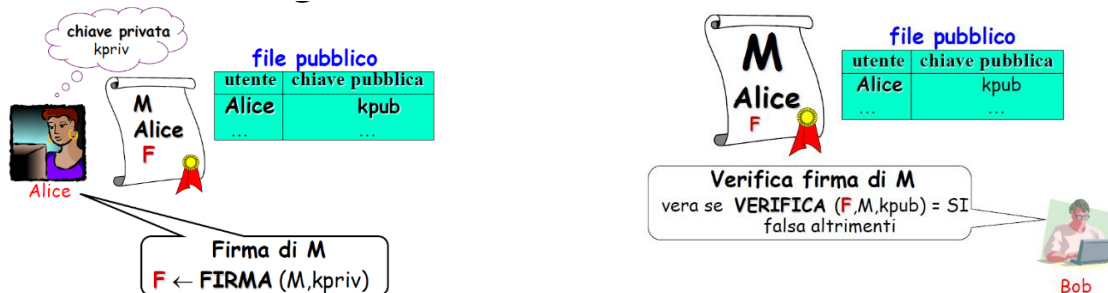 chiave privata
kpriv
file pubblico
utente chiave pubblica
Alice kpub
... ...
M
Alice
F
Alice
Firma di M
F ← FIRMA (M,kpriv)
file pubblico
utente chiave pubblica
Alice kpub
... ...
M
Alice
F
Verifica firma di M
vera se VERIFICA (F,M,kpub) = SI
falsa altrimenti
Bob